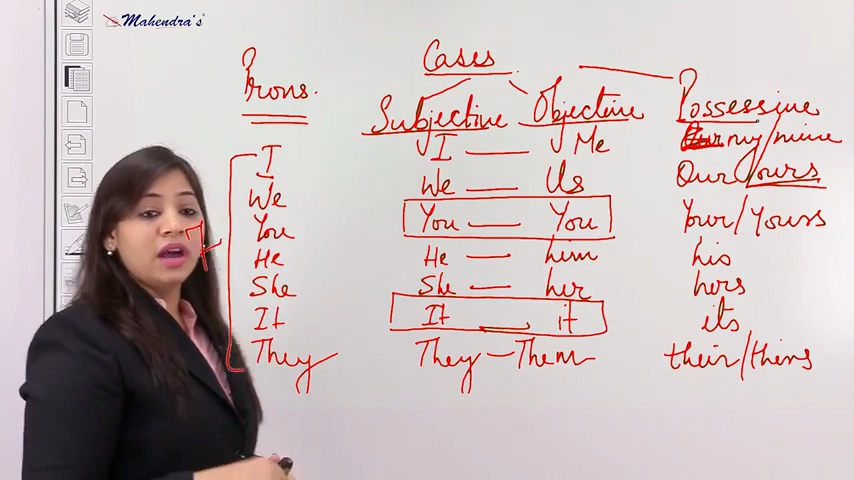 Mahendra's
Cases
Prons.
Subjective Objective Possessive
I I Me my/mine
We We Us Our/ours
You You You Your/Yours
He He him his
She She her hers
It It it its
They They Them their/theirs
7